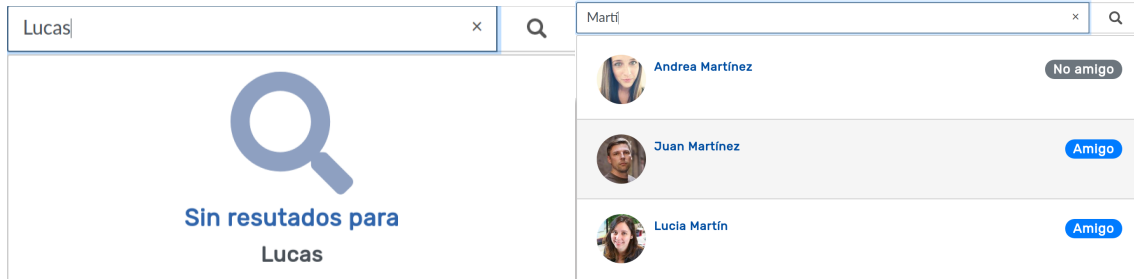 Lucas
×
Sin resutados para
Lucas
Martí
×
Andrea Martínez
No amigo
Juan Martínez
Amigo
Lucia Martín
Amigo